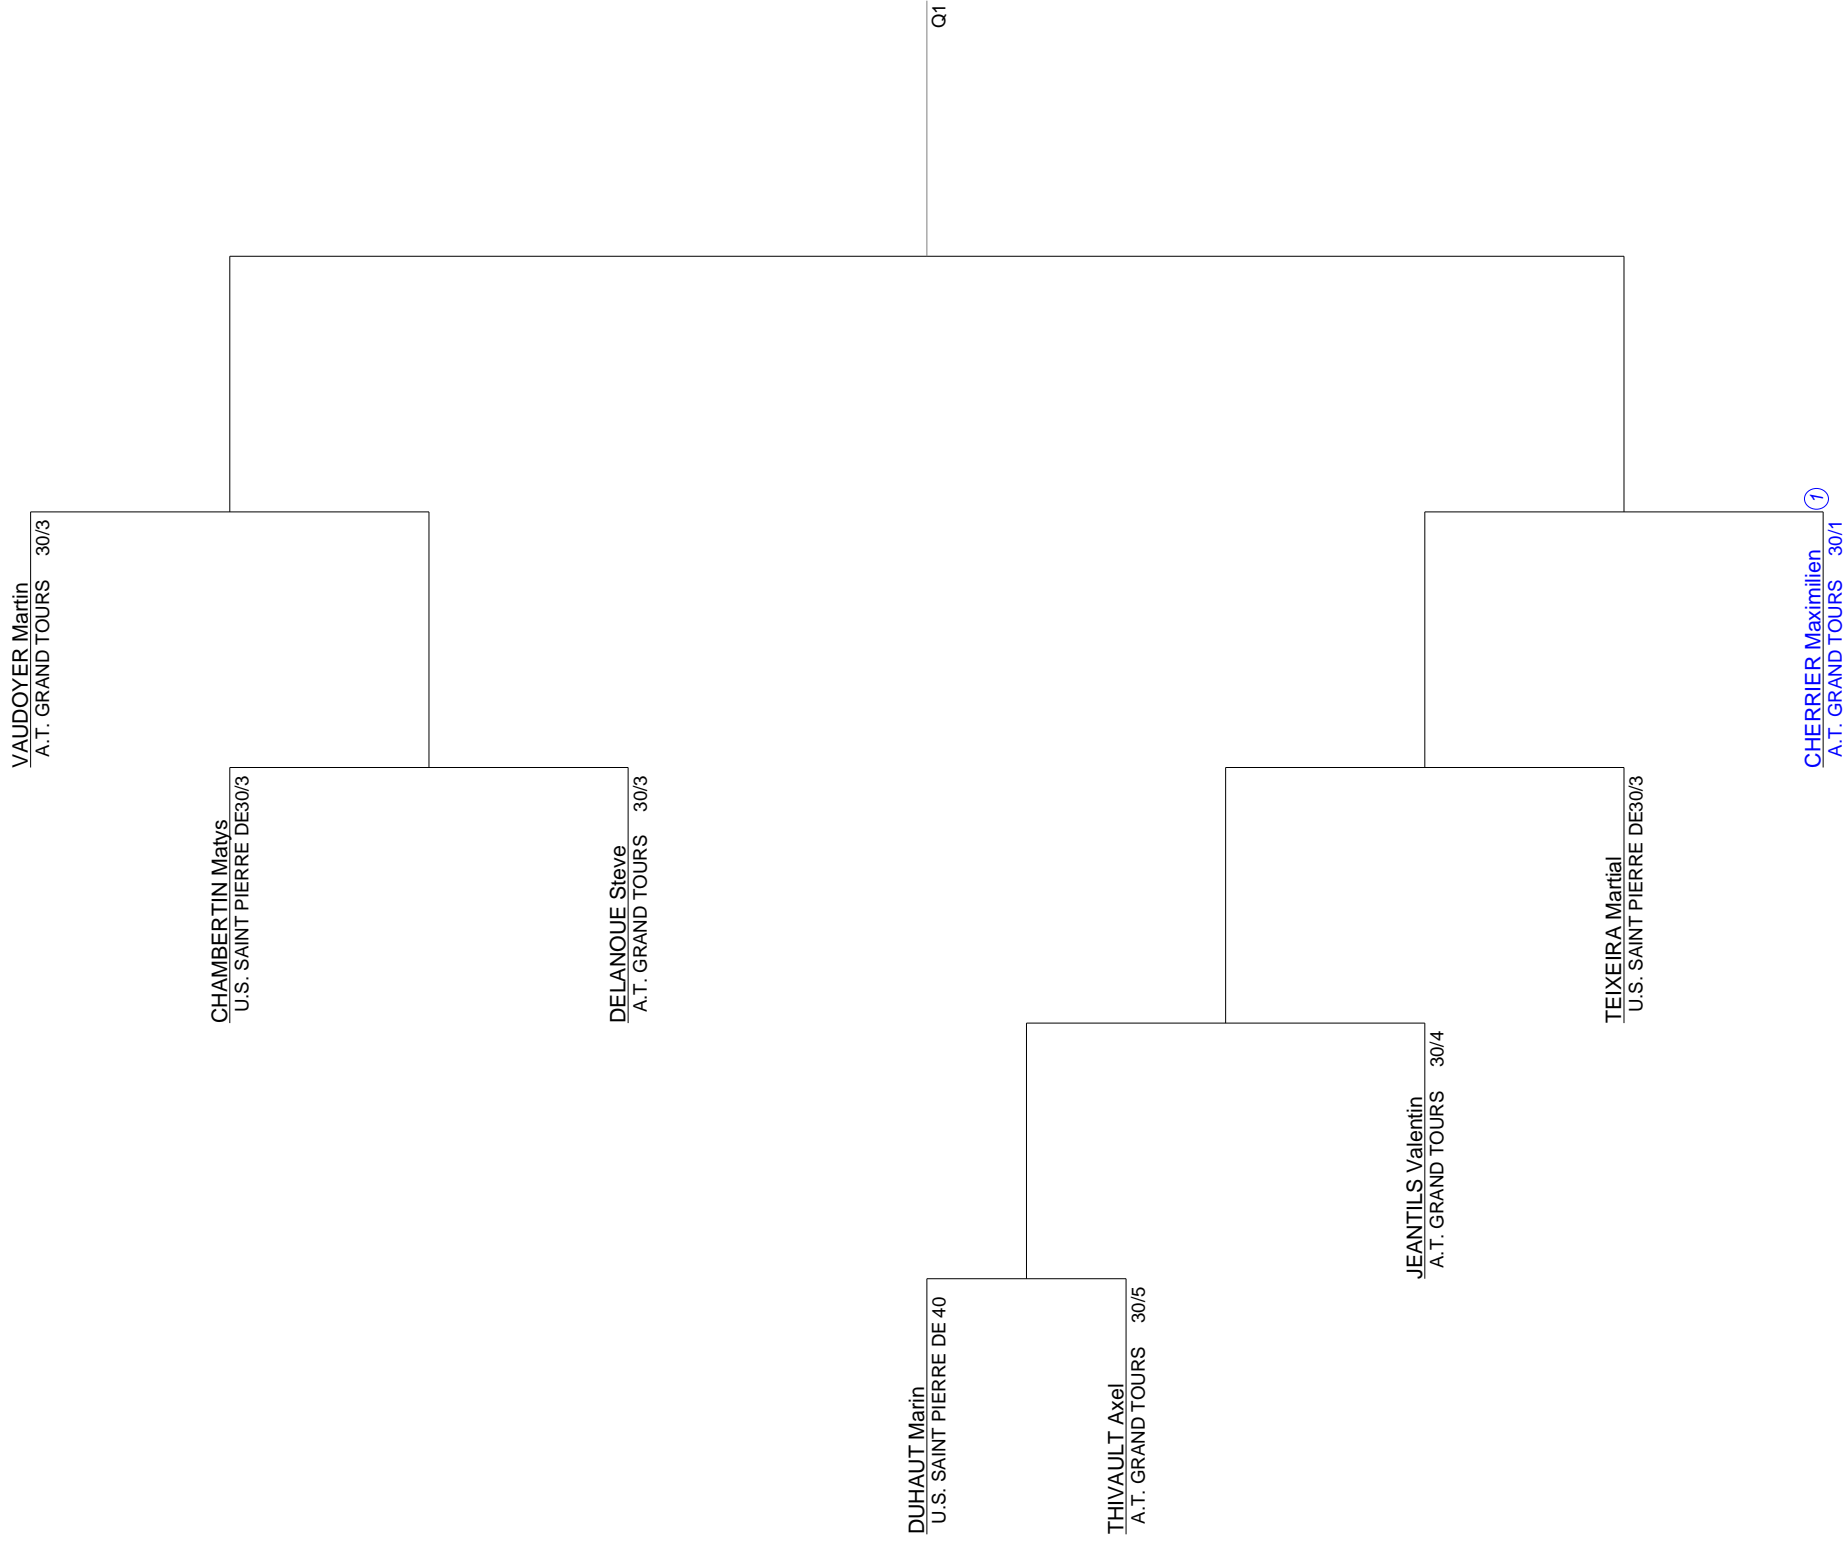 Q1
VAUDOYER Martin
A.T. GRAND TOURS 30/3
CHAMBERTIN Matys
U.S. SAINT PIERRE DE30/3
DELANOUE Steve
A.T. GRAND TOURS 30/3
DUHAUT Marin
U.S. SAINT PIERRE DE 40
THIVAULT Axel
A.T. GRAND TOURS 30/5
JEANTILS Valentin
A.T. GRAND TOURS 30/4
TEIXEIRA Martial
U.S. SAINT PIERRE DE30/3
CHERRIER Maximilien 1
A.T. GRAND TOURS 30/1